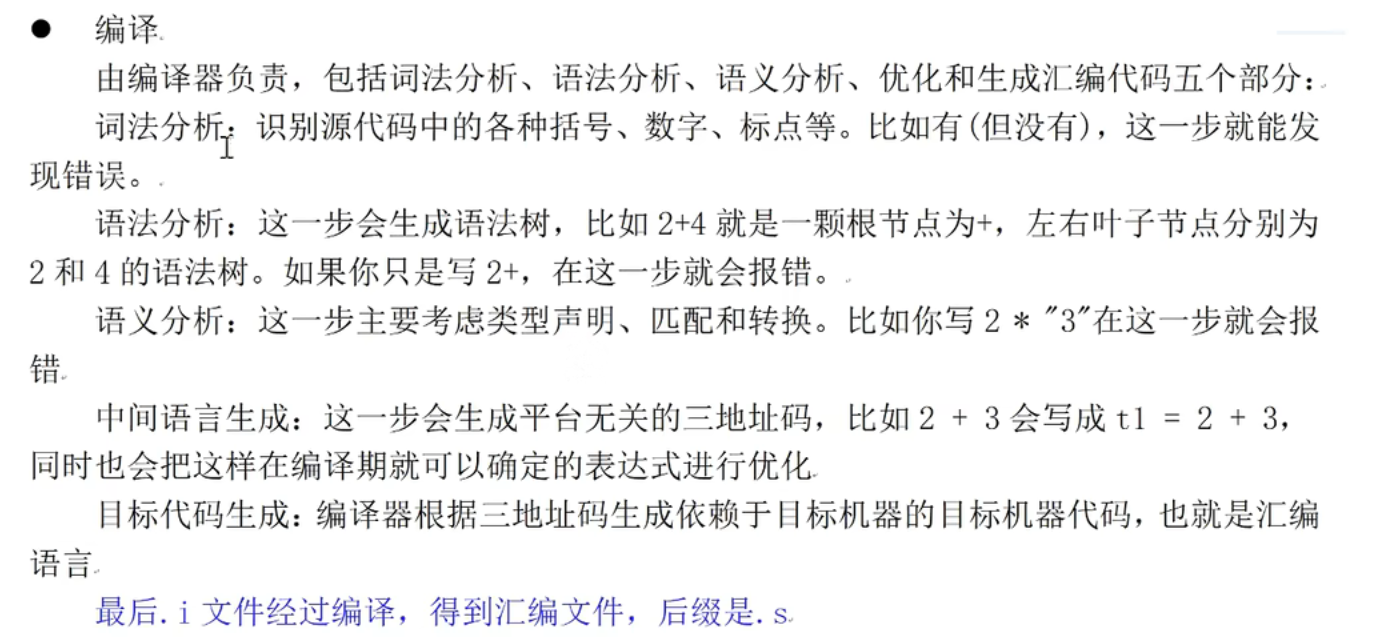 ● 编译
由编译器负责，包括词法分析、语法分析、语义分析、优化和生成汇编代码五个部分：
词法分析：识别源代码中的各种括号、数字、标点等。比如有(但没有)，这一步就能发
现错误。
语法分析：这一步会生成语法树，比如 2+4 就是一颗根节点为+，左右叶子节点分别为
2 和 4 的语法树。如果你只是写 2+，在这一步就会报错。
语义分析：这一步主要考虑类型声明、匹配和转换。比如你写 2 * "3"在这一步就会报
错
中间语言生成：这一步会生成平台无关的三地址码，比如 2 + 3 会写成 t1 = 2 + 3，
同时也会把这样在编译期就可以确定的表达式进行优化
目标代码生成：编译器根据三地址码生成依赖于目标机器的目标机器代码，也就是汇编
语言
最后.i 文件经过编译，得到汇编文件，后缀是.s